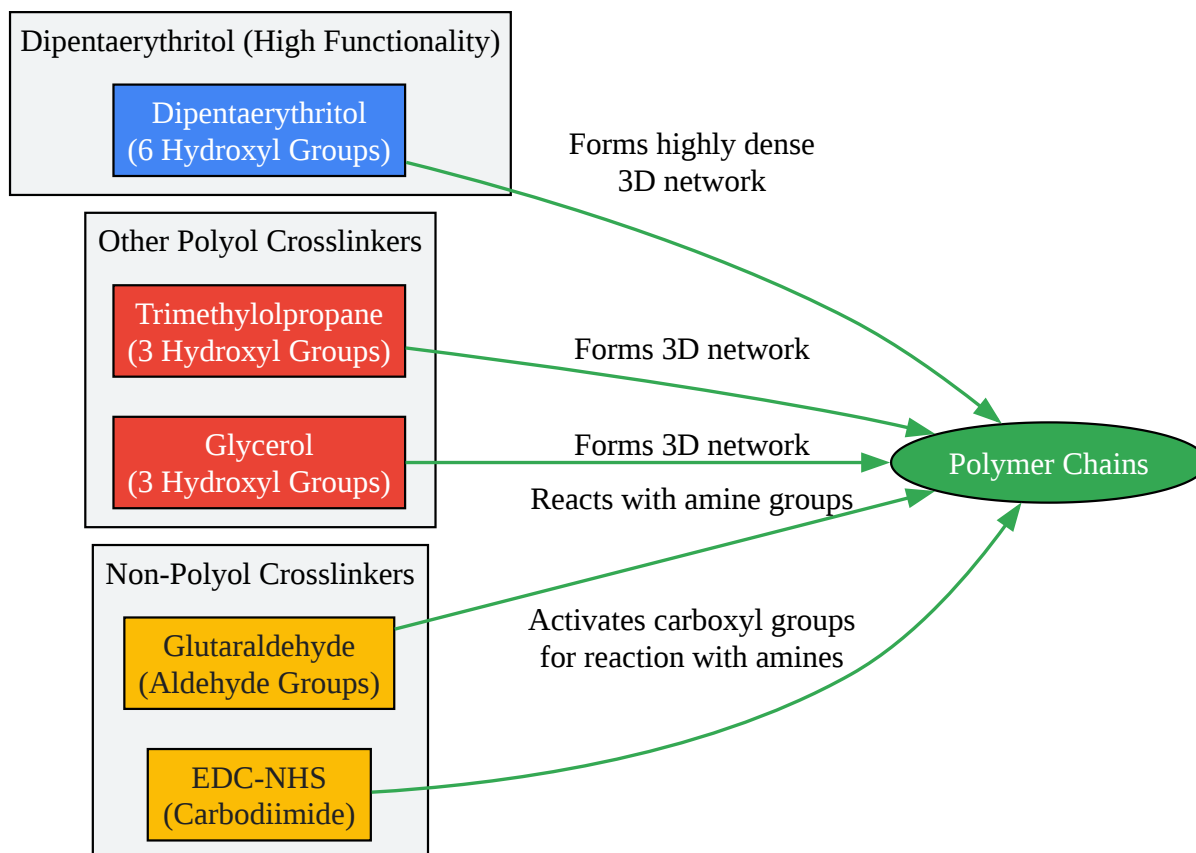 Dipentaerythritol (High Functionality)
Dipentaerythritol
(6 Hydroxyl Groups)
Forms highly dense
3D network
Other Polyol Crosslinkers
Trimethylolpropane
(3 Hydroxyl Groups)
Forms 3D network
Glycerol
(3 Hydroxyl Groups)
Forms 3D network
Polymer Chains
Reacts with amine groups
Non-Polyol Crosslinkers
Glutaraldehyde
(Aldehyde Groups)
Activates carboxyl groups
for reaction with amines
EDC-NHS
(Carbodiimide)